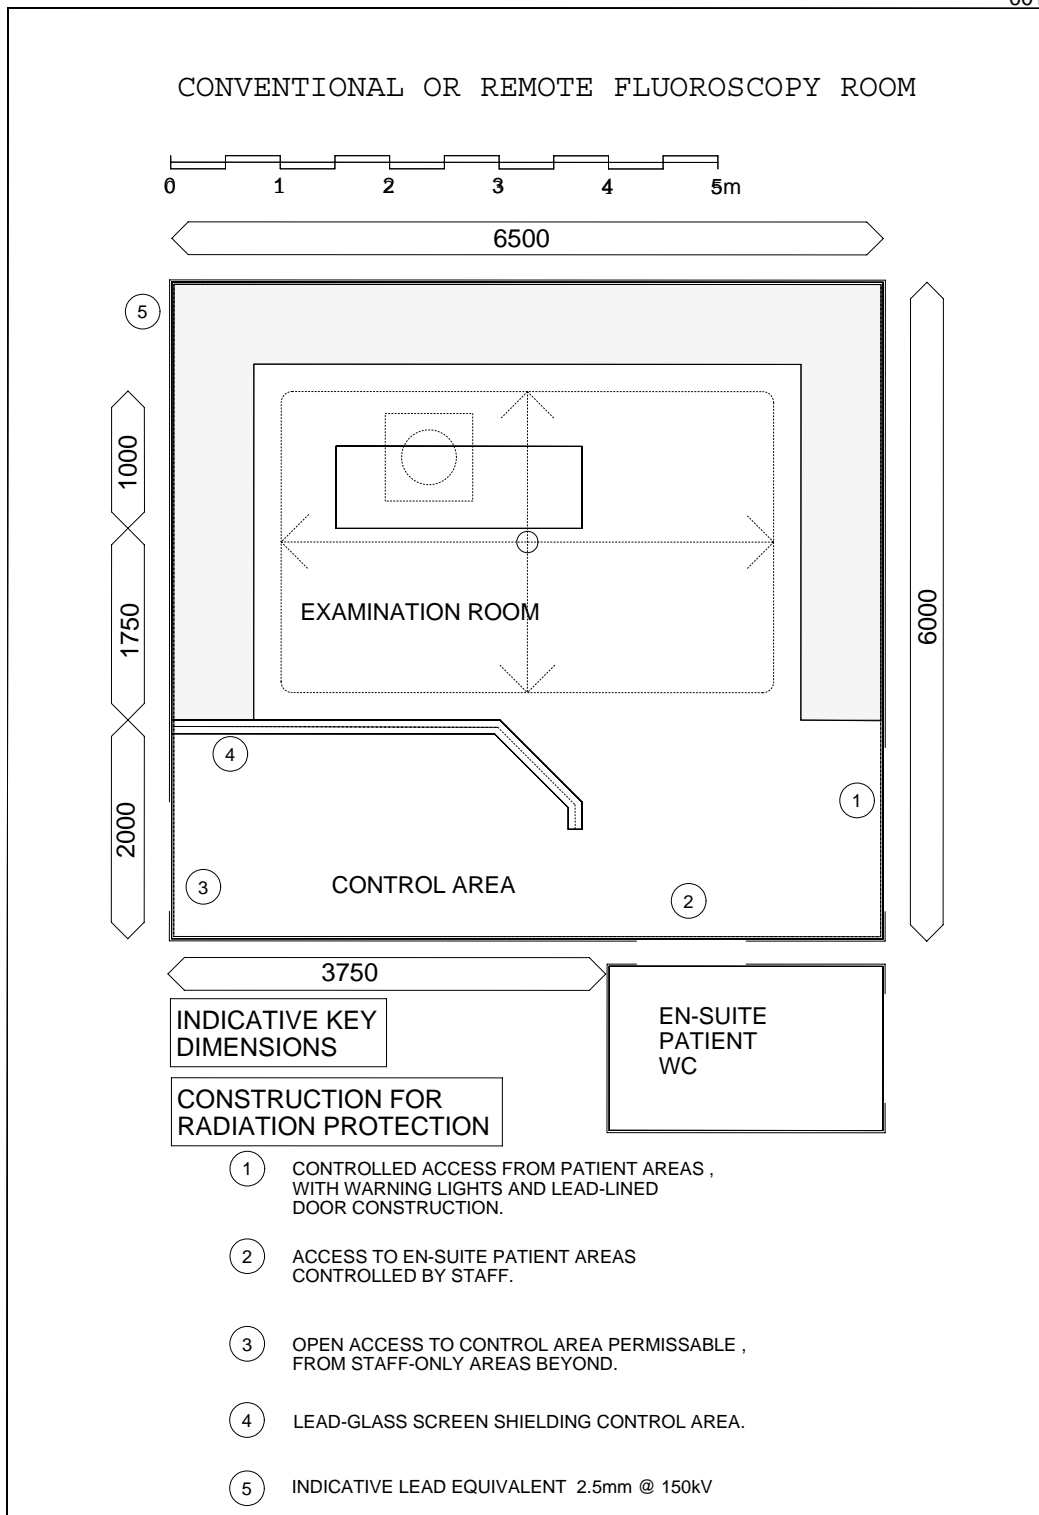 CONVENTIONAL OR REMOTE FLUOROSCOPY ROOM
0 1 2 3 4 5m
6500
5
1000
1750
2000
6000
EXAMINATION ROOM
4
1
3
CONTROL AREA
2
3750
INDICATIVE KEY
DIMENSIONS
EN-SUITE
PATIENT
WC
CONSTRUCTION FOR
RADIATION PROTECTION
1 CONTROLLED ACCESS FROM PATIENT AREAS ,
WITH WARNING LIGHTS AND LEAD-LINED
DOOR CONSTRUCTION.
2 ACCESS TO EN-SUITE PATIENT AREAS
CONTROLLED BY STAFF.
3 OPEN ACCESS TO CONTROL AREA PERMISSABLE ,
FROM STAFF-ONLY AREAS BEYOND.
4 LEAD-GLASS SCREEN SHIELDING CONTROL AREA.
5 INDICATIVE LEAD EQUIVALENT 2.5mm @ 150kV